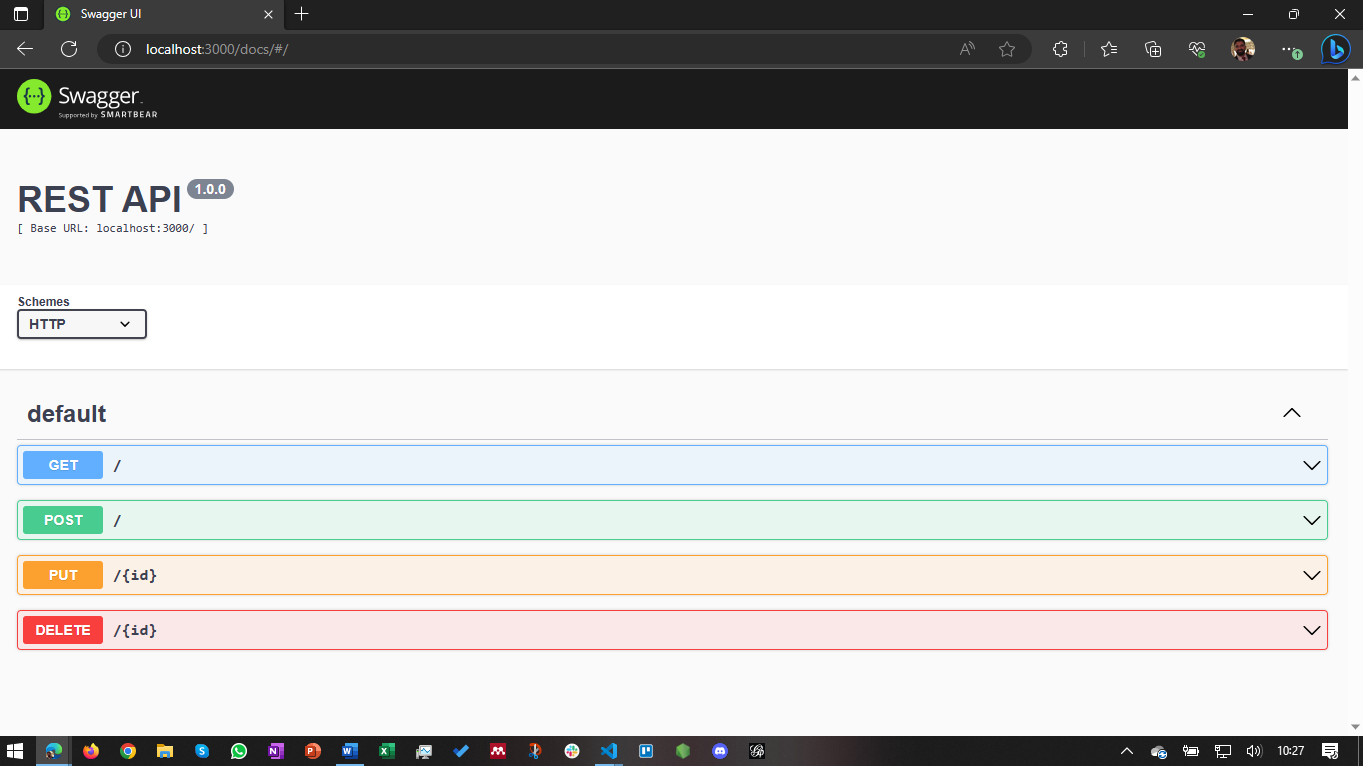 Swagger UI
localhost:3000/docs/#/
Swagger
Supported by SMARTBEAR
REST API 1.0.0
[ Base URL: localhost:3000/ ]
Schemes
HTTP
default
GET /
POST /
PUT /{id}
DELETE /{id}
10:27